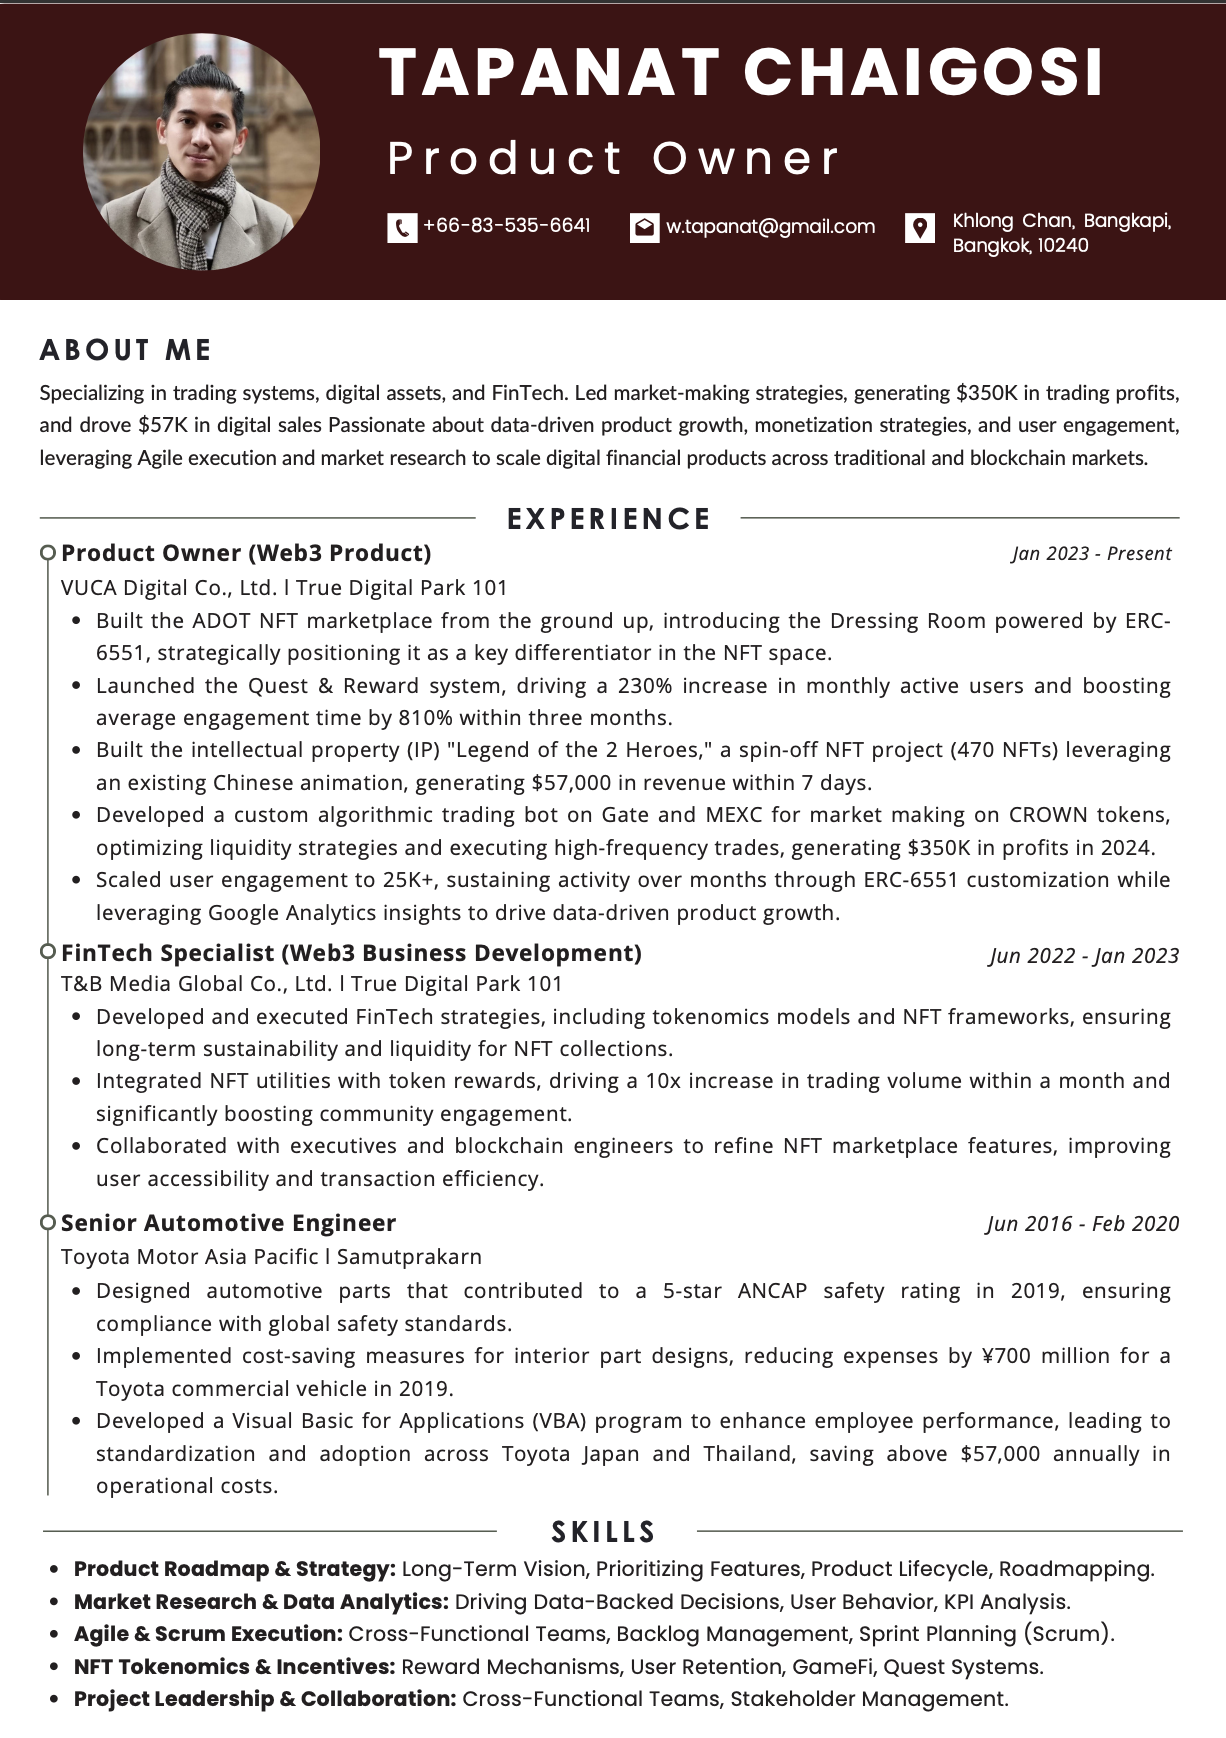 TAPANAT CHAIGOSI
Product Owner
+66-83-535-6641
w.tapanat@gmail.com
Khlong Chan, Bangkapi,
Bangkok, 10240
ABOUT ME
Specializing in trading systems, digital assets, and FinTech. Led market-making strategies, generating $350K in trading profits,
and drove $57K in digital sales Passionate about data-driven product growth, monetization strategies, and user engagement,
leveraging Agile execution and market research to scale digital financial products across traditional and blockchain markets.
EXPERIENCE
Product Owner (Web3 Product)
Jan 2023 - Present
VUCA Digital Co., Ltd. l True Digital Park 101
• Built the ADOT NFT marketplace from the ground up, introducing the Dressing Room powered by ERC-
6551, strategically positioning it as a key differentiator in the NFT space.
• Launched the Quest & Reward system, driving a 230% increase in monthly active users and boosting
average engagement time by 810% within three months.
• Built the intellectual property (IP) "Legend of the 2 Heroes," a spin-off NFT project (470 NFTs) leveraging
an existing Chinese animation, generating $57,000 in revenue within 7 days.
• Developed a custom algorithmic trading bot on Gate and MEXC for market making on CROWN tokens,
optimizing liquidity strategies and executing high-frequency trades, generating $350K in profits in 2024.
• Scaled user engagement to 25K+, sustaining activity over months through ERC-6551 customization while
leveraging Google Analytics insights to drive data-driven product growth.
FinTech Specialist (Web3 Business Development)
Jun 2022 - Jan 2023
T&B Media Global Co., Ltd. l True Digital Park 101
• Developed and executed FinTech strategies, including tokenomics models and NFT frameworks, ensuring
long-term sustainability and liquidity for NFT collections.
• Integrated NFT utilities with token rewards, driving a 10x increase in trading volume within a month and
significantly boosting community engagement.
• Collaborated with executives and blockchain engineers to refine NFT marketplace features, improving
user accessibility and transaction efficiency.
Senior Automotive Engineer
Jun 2016 - Feb 2020
Toyota Motor Asia Pacific l Samutprakarn
• Designed automotive parts that contributed to a 5-star ANCAP safety rating in 2019, ensuring
compliance with global safety standards.
• Implemented cost-saving measures for interior part designs, reducing expenses by ¥700 million for a
Toyota commercial vehicle in 2019.
• Developed a Visual Basic for Applications (VBA) program to enhance employee performance, leading to
standardization and adoption across Toyota Japan and Thailand, saving above $57,000 annually in
operational costs.
SKILLS
• Product Roadmap & Strategy: Long-Term Vision, Prioritizing Features, Product Lifecycle, Roadmapping.
• Market Research & Data Analytics: Driving Data-Backed Decisions, User Behavior, KPI Analysis.
• Agile & Scrum Execution: Cross-Functional Teams, Backlog Management, Sprint Planning (Scrum).
• NFT Tokenomics & Incentives: Reward Mechanisms, User Retention, GameFi, Quest Systems.
• Project Leadership & Collaboration: Cross-Functional Teams, Stakeholder Management.